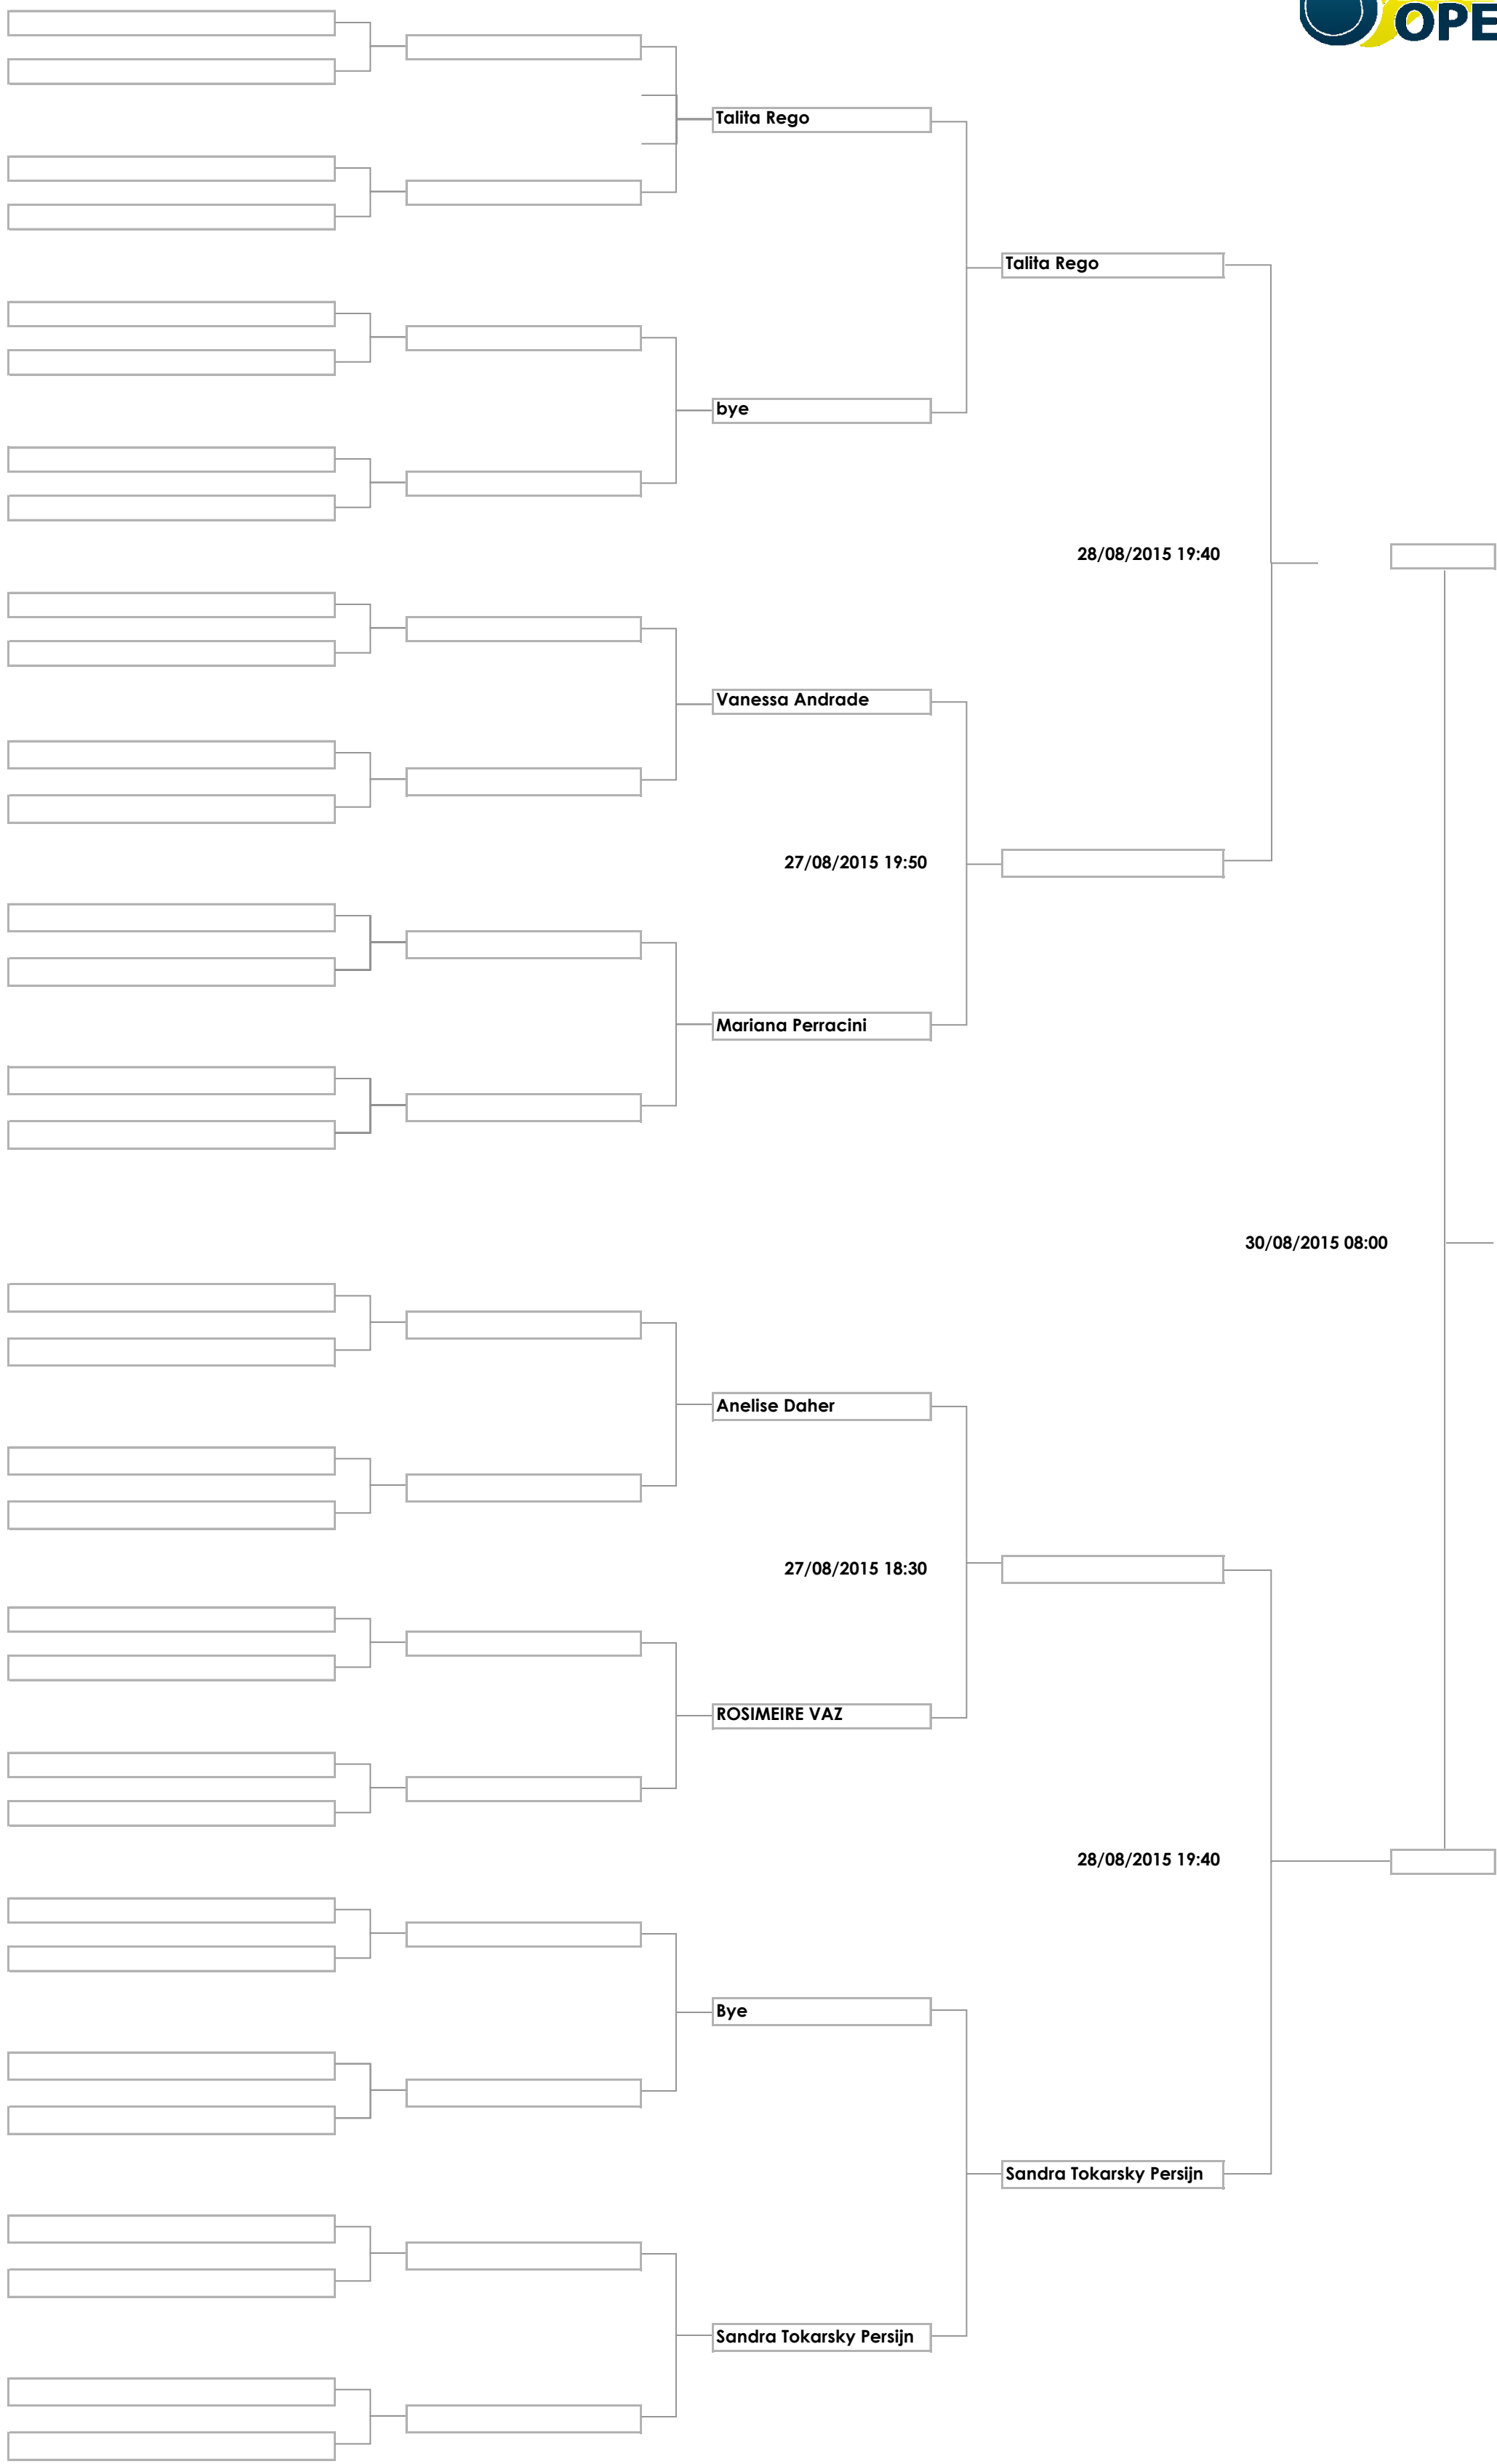 OPE
Talita Rego
Talita Rego
bye
28/08/2015 19:40
Vanessa Andrade
27/08/2015 19:50
Mariana Perracini
30/08/2015 08:00
Anelise Daher
27/08/2015 18:30
ROSIMEIRE VAZ
28/08/2015 19:40
Bye
Sandra Tokarsky Persijn
Sandra Tokarsky Persijn